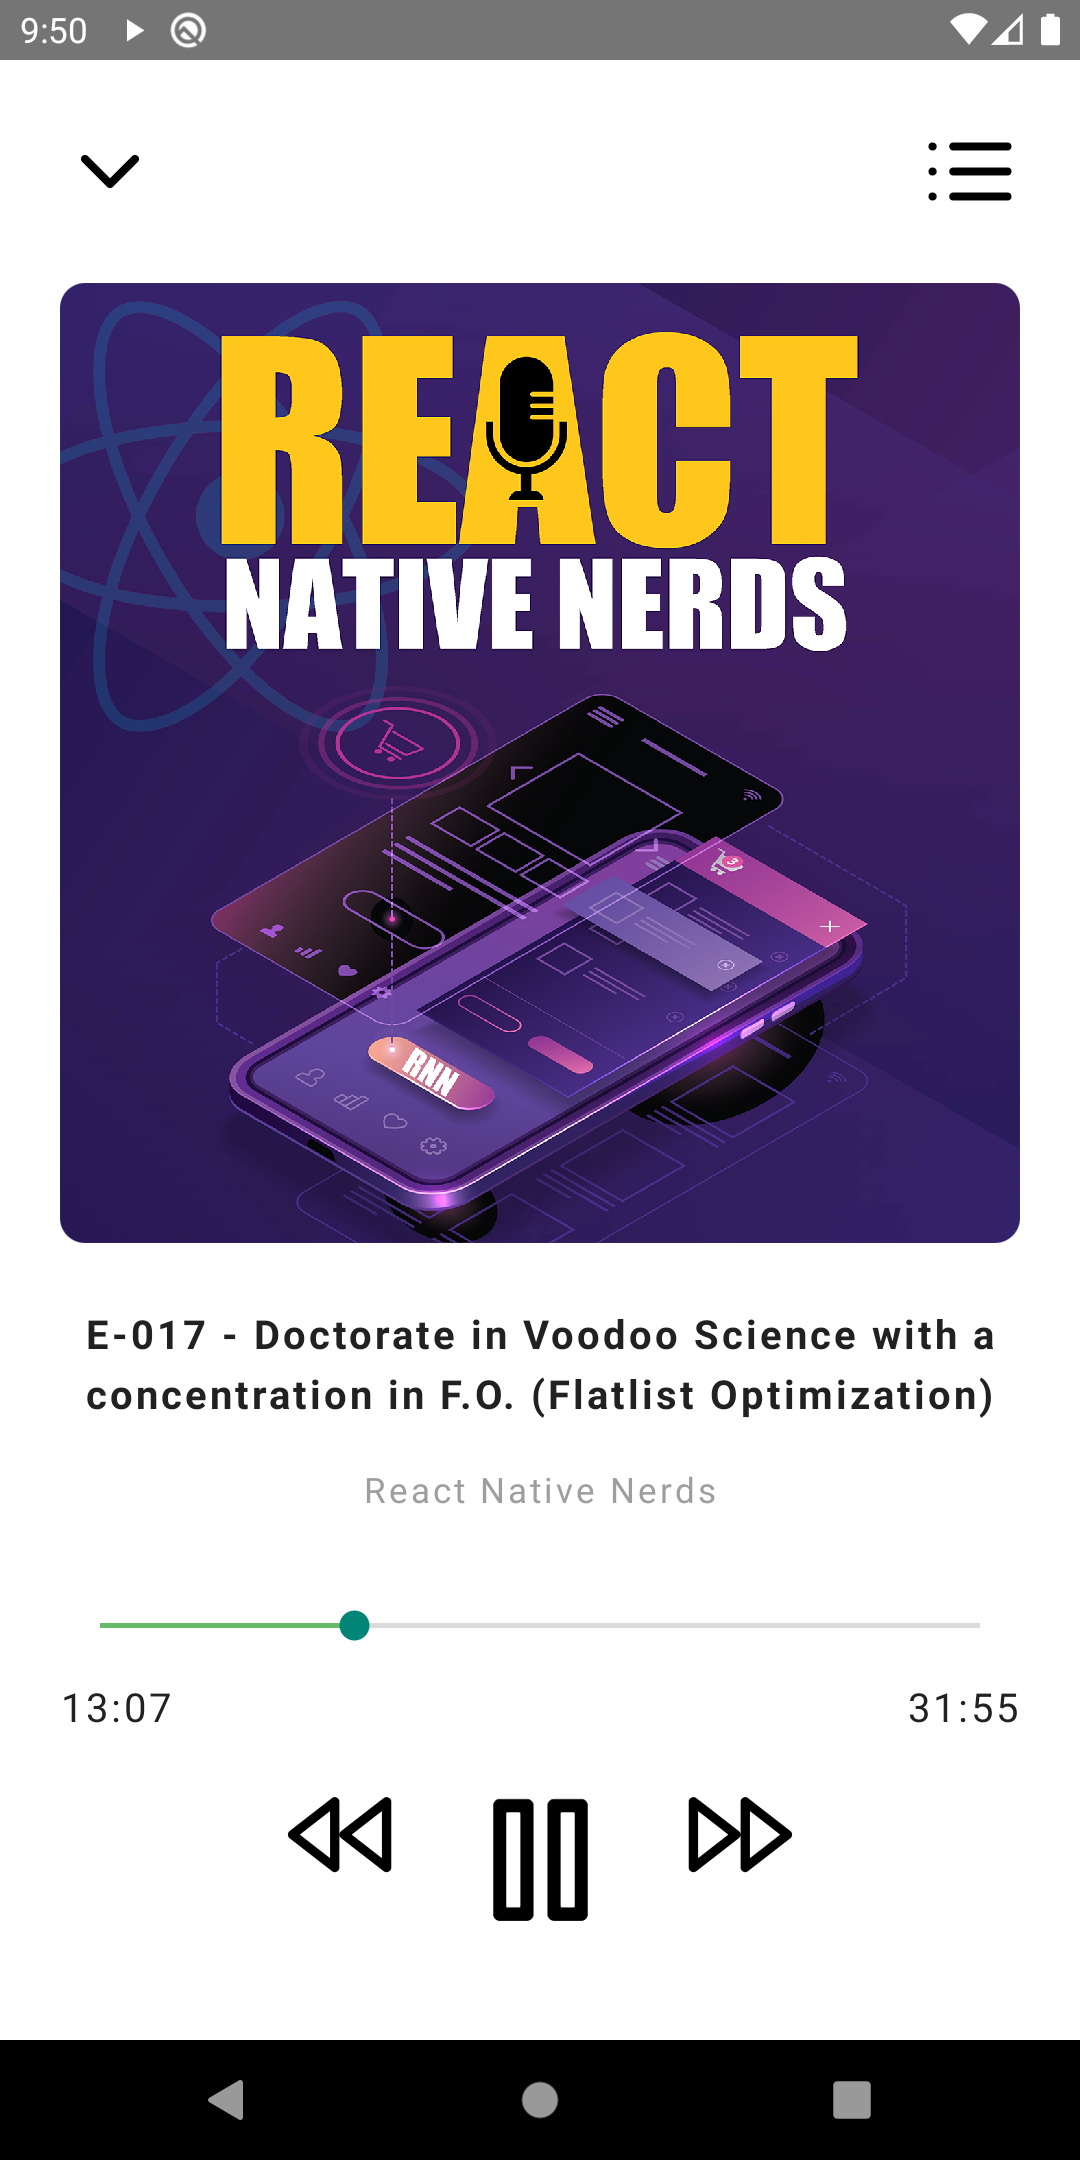 9:50
REACT
NATIVE NERDS
3
RNN
E-017 - Doctorate in Voodoo Science with a
concentration in F.O. (Flatlist Optimization)
React Native Nerds
13:07
31:55